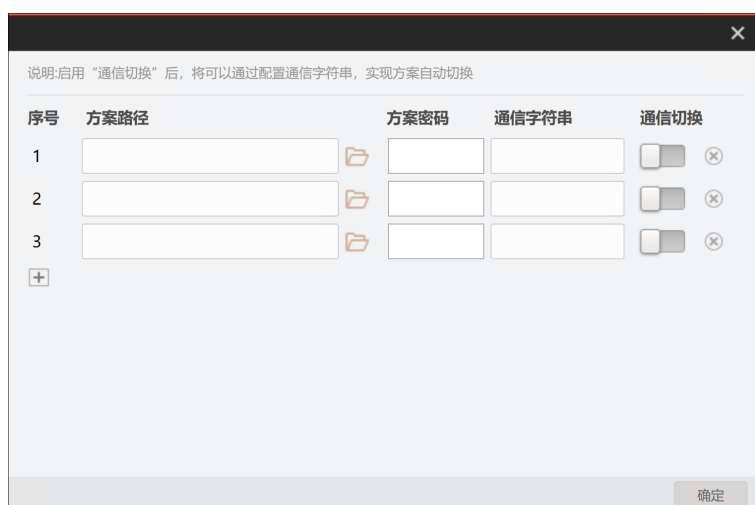 说明:启用“通信切换”后，将可以通过配置通信字符串，实现方案自动切换
序号 方案路径 方案密码 通信字符串 通信切换
1
2
3
确定